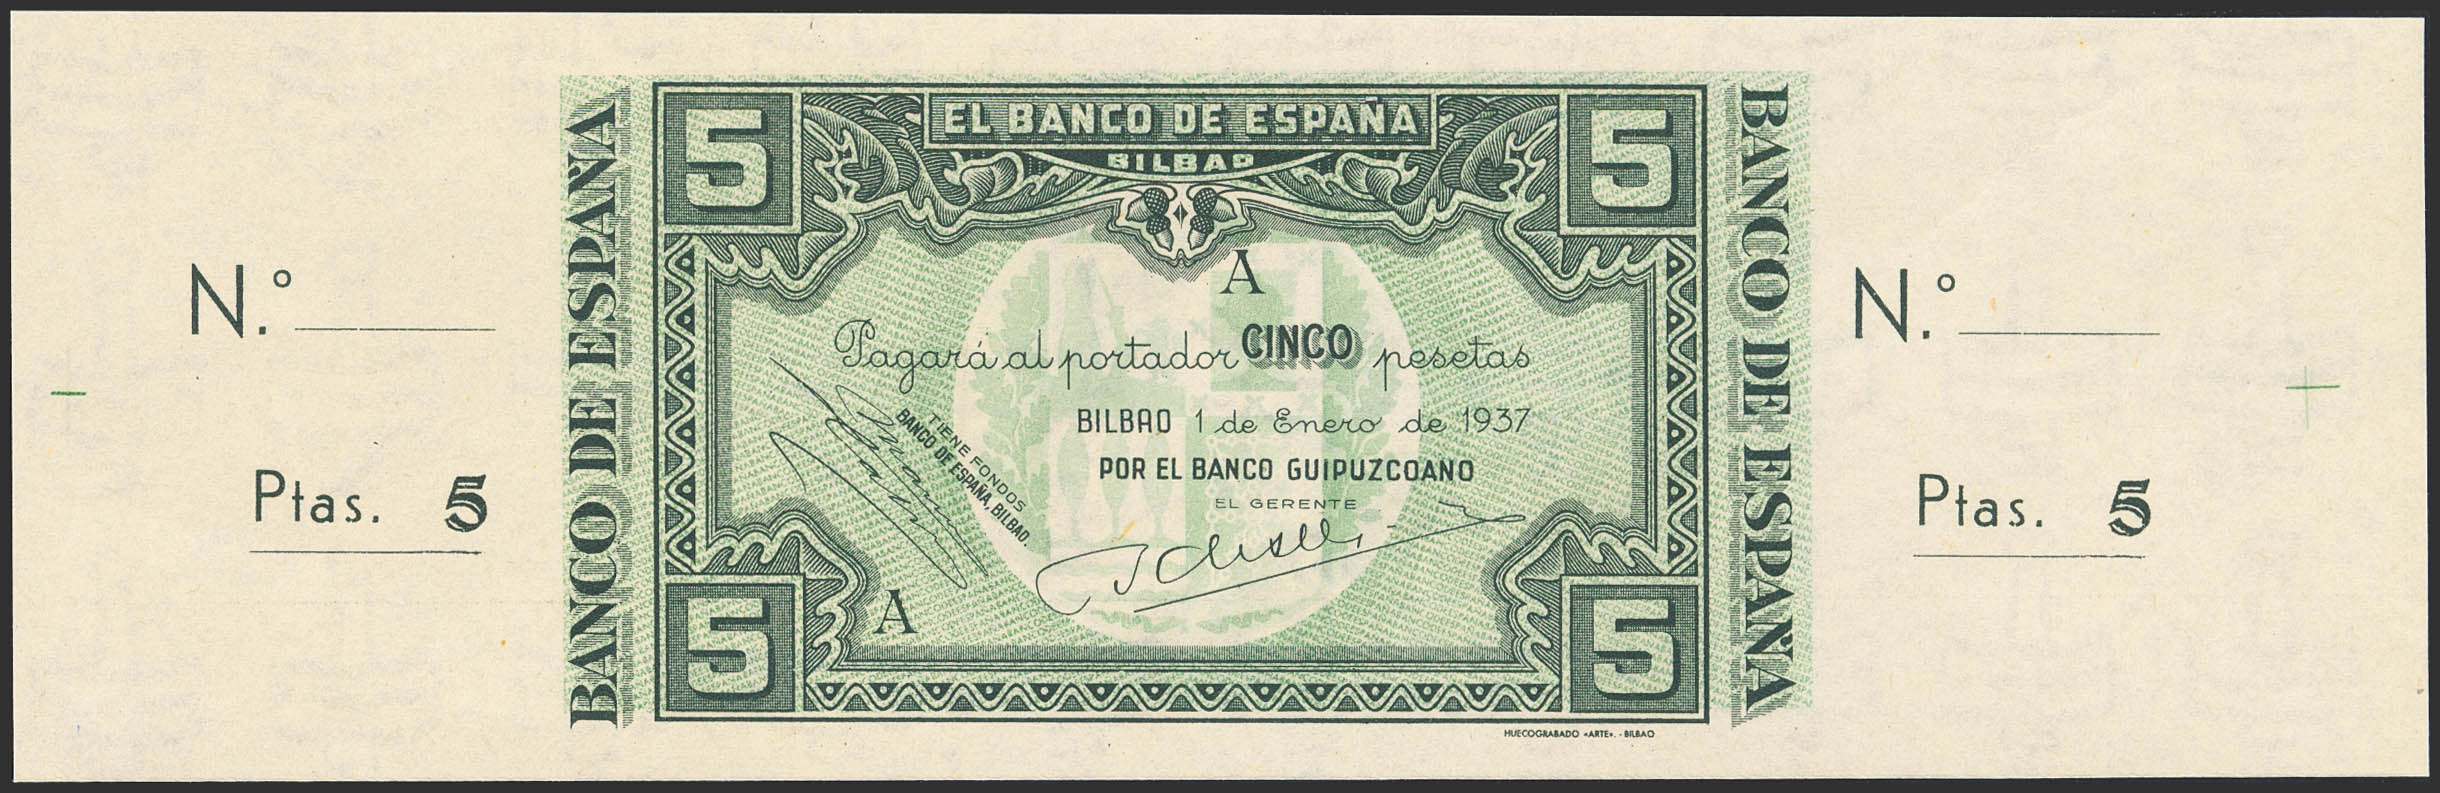 N.º
Ptas. 5
BANCO DE ESPAÑA
5
EL BANCO DE ESPAÑA
BILBAO
5
A
Pagará al portador CINCO pesetas
BILBAO 1 de Enero de 1937
POR EL BANCO GUIPUZCOANO
EL GERENTE
TIENE FONDOS
BANCO DE ESPAÑA, BILBAO.
A
5
5
HUECOGRABADO «ARTE». - BILBAO
BANCO DE ESPAÑA
N.º
Ptas. 5